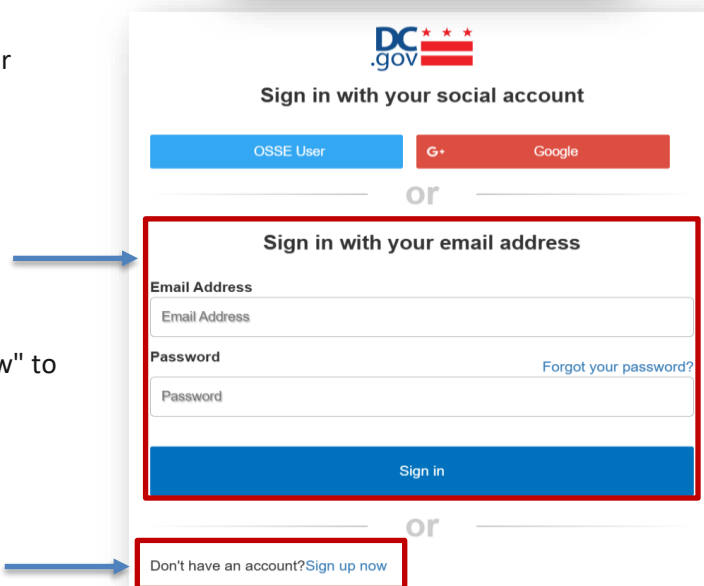 DC
.gov
r
Sign in with your social account
OSSE User G+ Google
or
Sign in with your email address
Email Address
Email Address
Password
w" to
Forgot your password?
Password
Sign in
or
Don't have an account?Sign up now